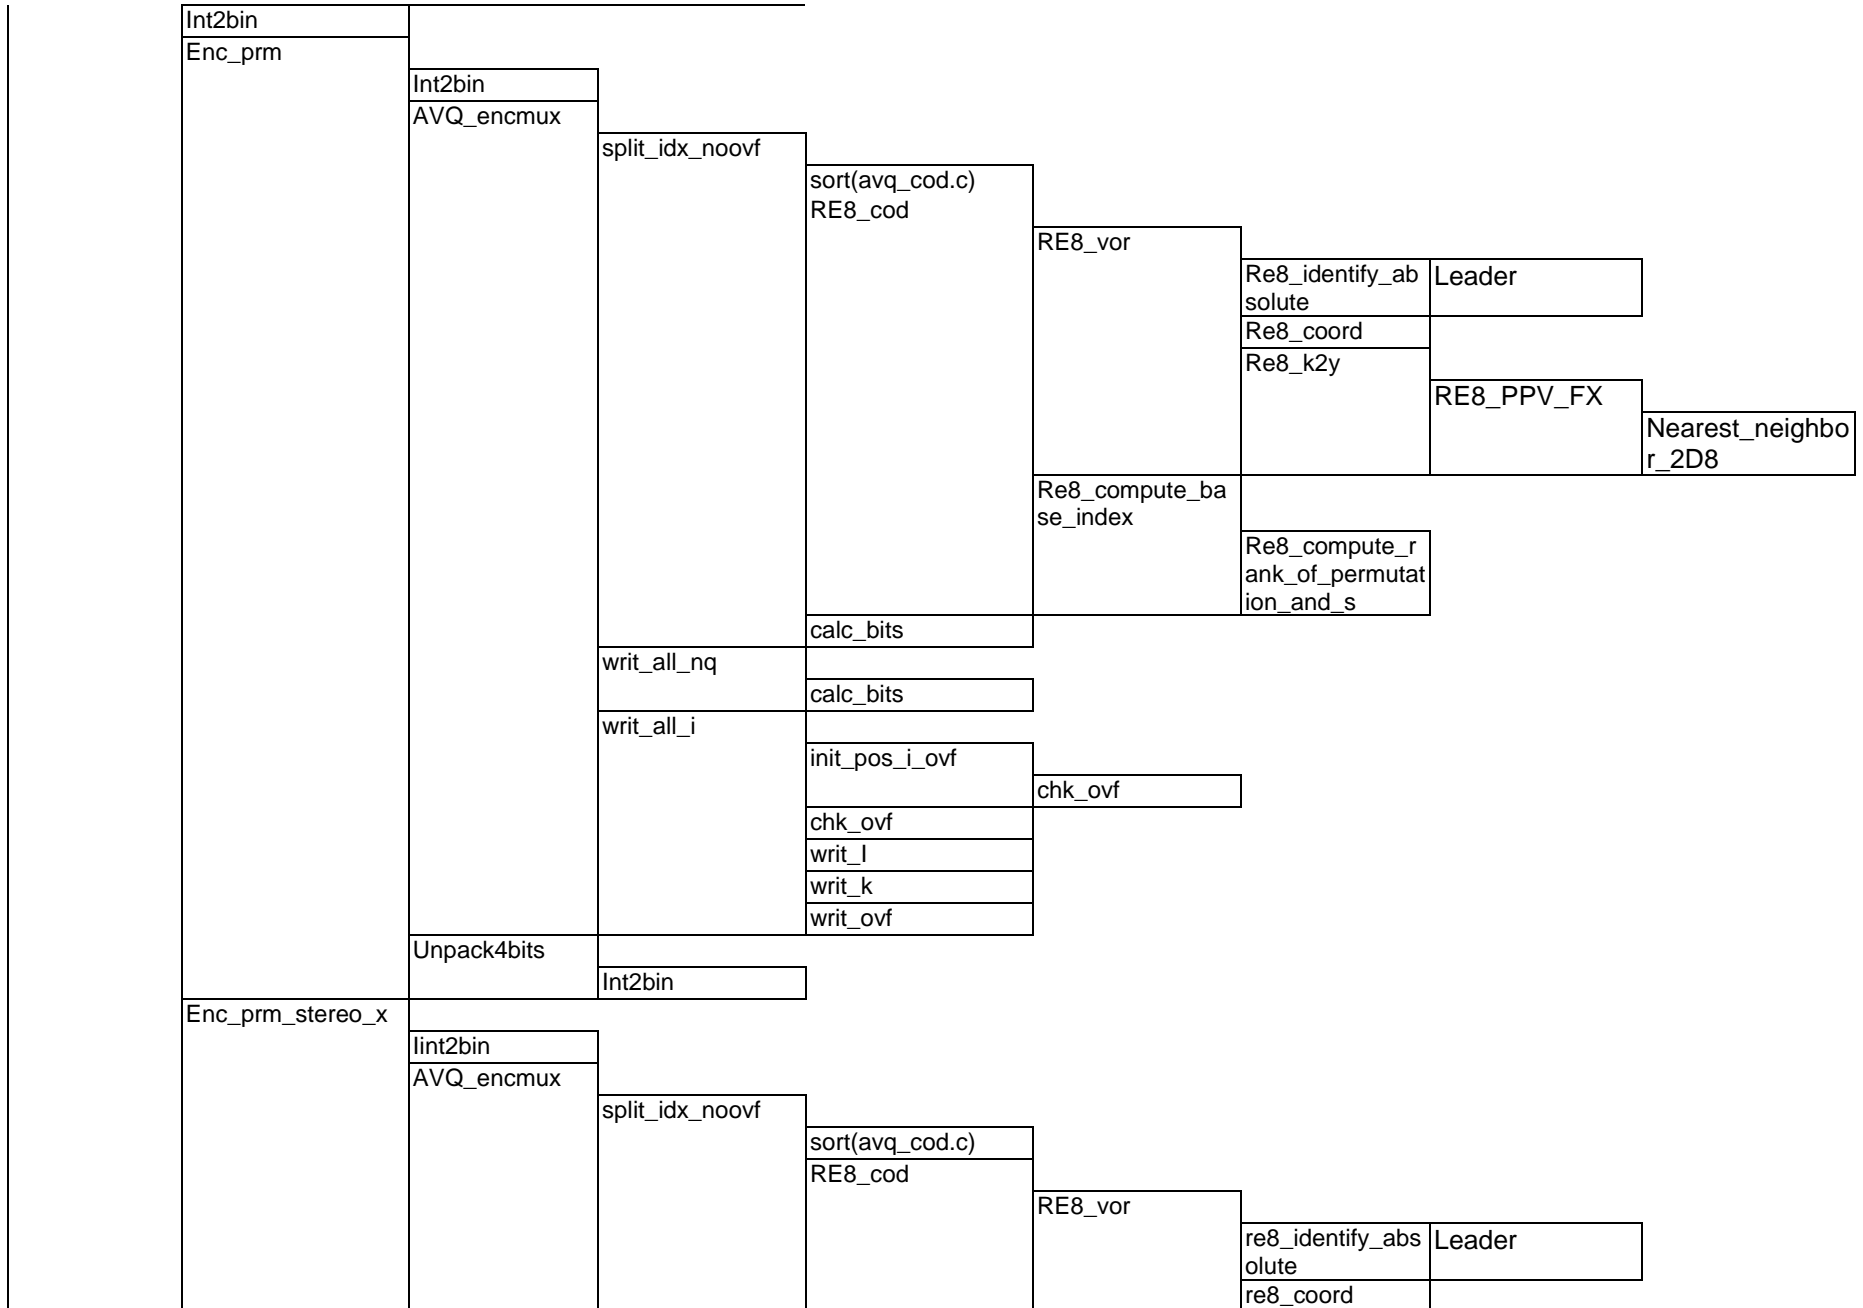 Int2bin
Enc_prm
Int2bin
AVQ_encmux
split_idx_noovf
sort(avq_cod.c)
RE8_cod
RE8_vor
Re8_identify_ab
solute
Leader
Re8_coord
Re8_k2y
RE8_PPV_FX
Nearest_neighbo
r_2D8
Re8_compute_ba
se_index
Re8_compute_r
ank_of_permutat
ion_and_s
calc_bits
writ_all_nq
calc_bits
writ_all_i
init_pos_i_ovf
chk_ovf
chk_ovf
writ_I
writ_k
writ_ovf
Unpack4bits
Int2bin
Enc_prm_stereo_x
Iint2bin
AVQ_encmux
split_idx_noovf
sort(avq_cod.c)
RE8_cod
RE8_vor
re8_identify_abs
olute
Leader
re8_coord